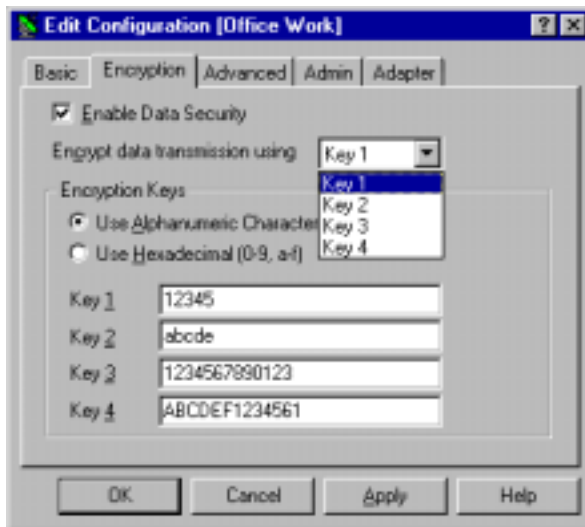 Edit Configuration [Office Work]
Basic Encryption Advanced Admin Adapter
Enable Data Security
Encrypt data transmission using Key 1
Key 1
Key 2
Key 3
Key 4
Encryption Keys
Use Alphanumeric Character
Use Hexadecimal (0-9, a-f)
Key 1 12345
Key 2 abcde
Key 3 1234567890123
Key 4 ABCDEF1234561
OK Cancel Apply Help